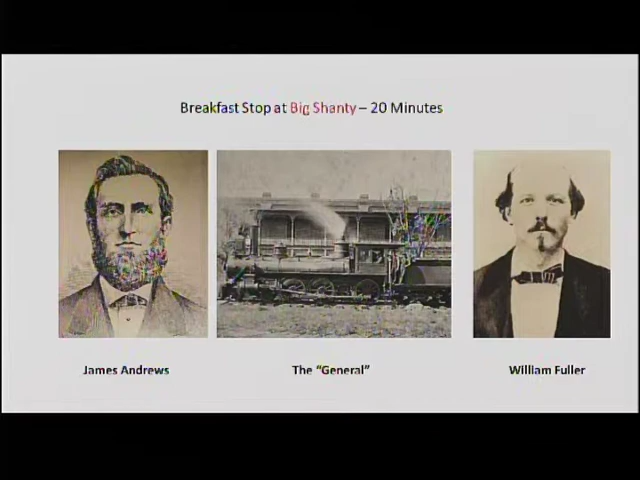 Breakfast Stop at Big Shanty – 20 Minutes
James Andrews
The “General”
William Fuller